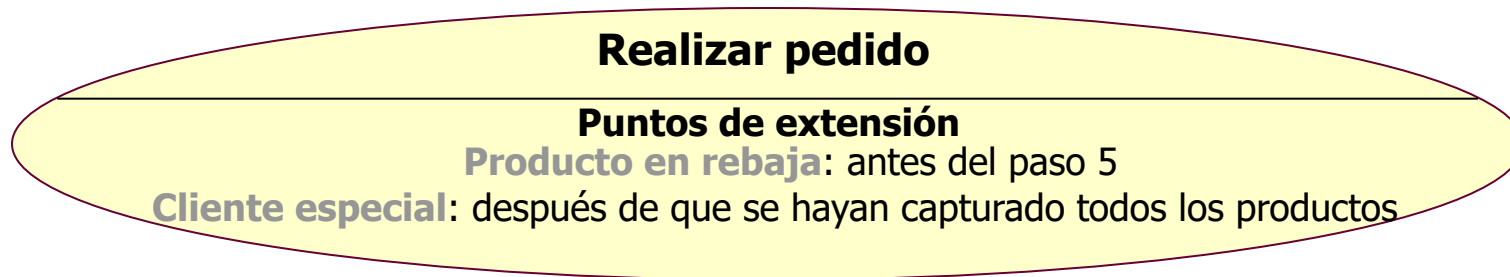 Realizar pedido
Puntos de extensión
Producto en rebaja: antes del paso 5
Cliente especial: después de que se hayan capturado todos los productos